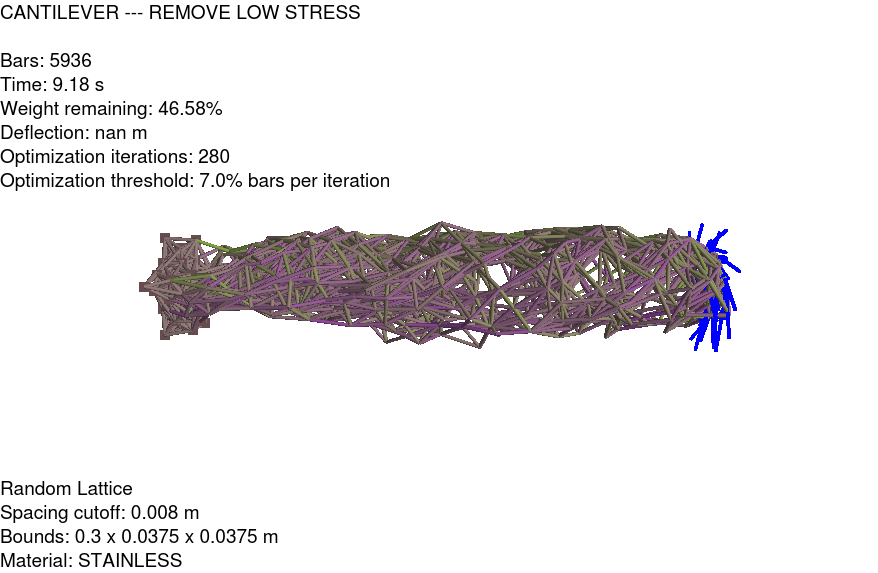 CANTILEVER --- REMOVE LOW STRESS
Bars: 5936
Time: 9.18 s
Weight remaining: 46.58%
Deflection: nan m
Optimization iterations: 280
Optimization threshold: 7.0% bars per iteration
Random Lattice
Spacing cutoff: 0.008 m
Bounds: 0.3 x 0.0375 x 0.0375 m
Material: STAINLESS